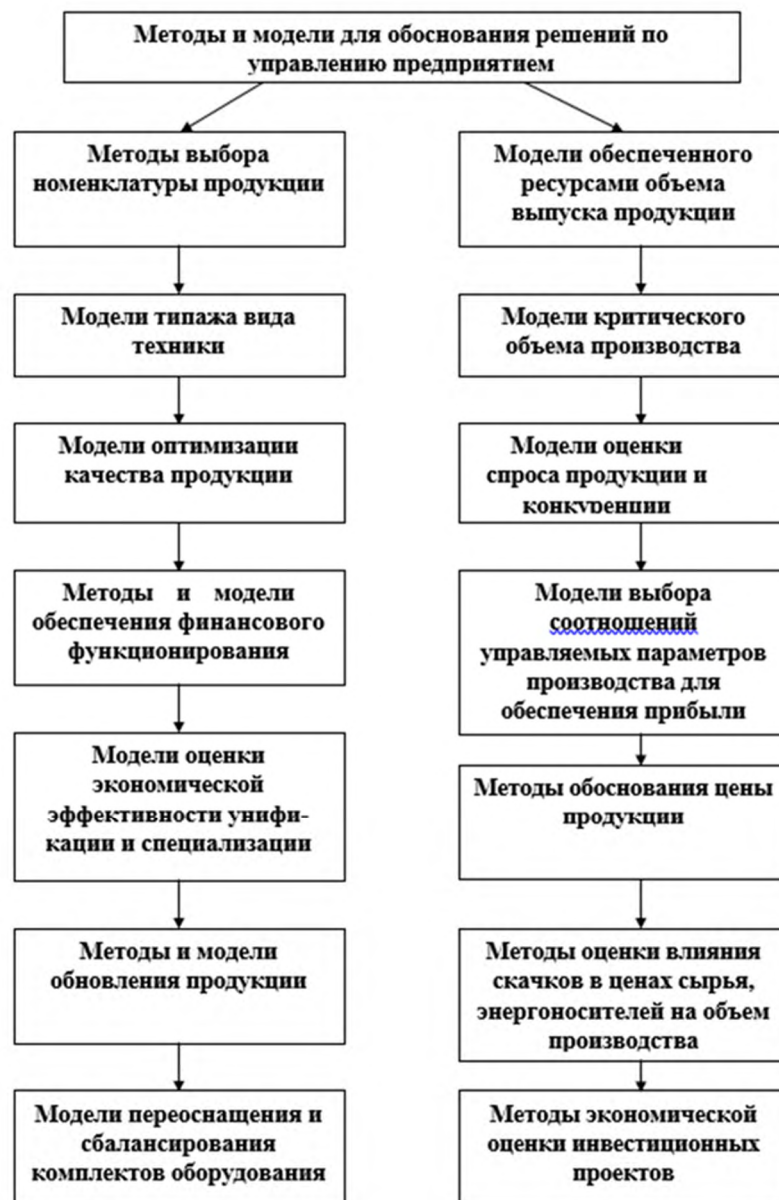 Методы и модели для обоснования решений по
управлению предприятием
Методы выбора
номенклатуры продукции
Модели типажа вида
техники
Модели оптимизации
качества продукции
Методы и модели
обеспечения финансового
функционирования
Модели оценки
экономической
эффективности унифи-
кации и специализации
Методы и модели
обновления продукции
Модели переоснащения и
сбалансирования
комплектов оборудования
Модели обеспеченного
ресурсами объема
выпуска продукции
Модели критического
объема производства
Модели оценки
спроса продукции и
конкуренции
Модели выбора
соотношений
управляемых параметров
производства для
обеспечения прибыли
Методы обоснования цены
продукции
Методы оценки влияния
скачков в ценах сырья,
энергоносителей на объем
производства
Методы экономической
оценки инвестиционных
проектов